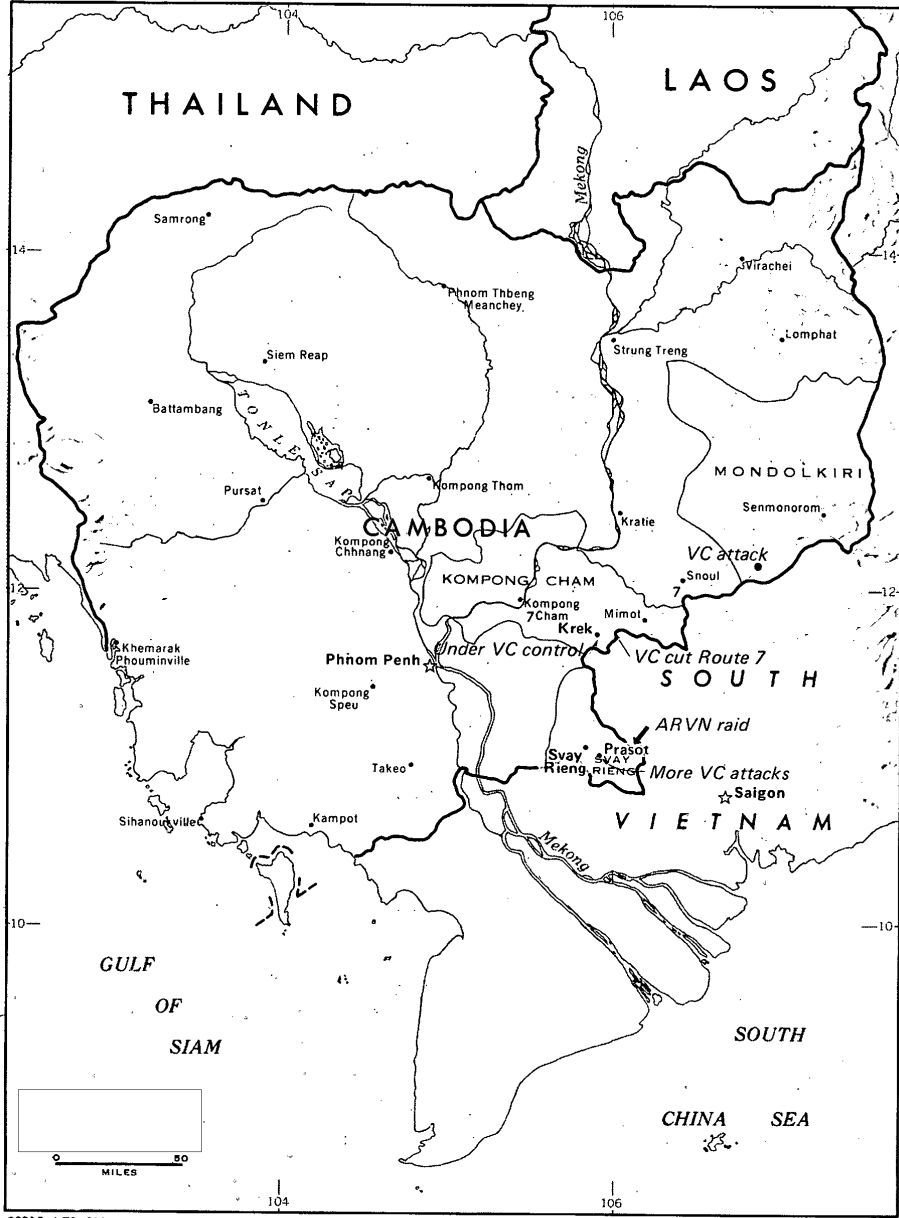 104
106
THAILAND
LAOS
Mekong
Samrong
14
14
Virachei
Phnom Thbeng
Meanchey
Lomphat
Strung Treng
Siem Reap
Battambang
TONLE SAP
MONDOLKIRI
Pursat
Kompong Thom
Senmonorom
Kratie
CAMBODIA
Kompong
Chhnang
VC attack
KOMPONG CHAM
Snoul
7
12
12
Kompong
7 Cham
Mimot
Krek
Khemarak
Phouminville
Under VC control
VC cut Route 7
Phnom Penh
SOUTH
Kompong
Speu
ARVN raid
Svay
Rieng
Prasot
SVAY
RIENG
More VC attacks
Takeo
Saigon
Sihanoukville
Kampot
VIETNAM
Mekong
10
10
GULF
OF
SIAM
SOUTH
CHINA SEA
0 50
MILES
104
106